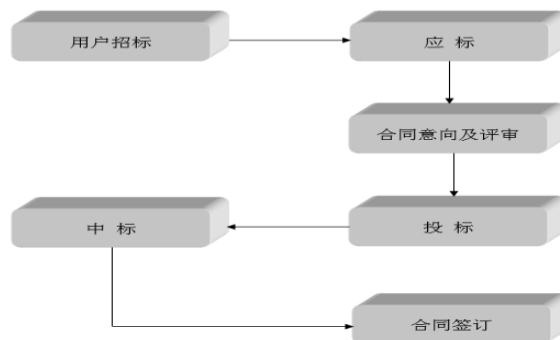 用户招标
应 标
合同意向及评审
投 标
中 标
合同签订